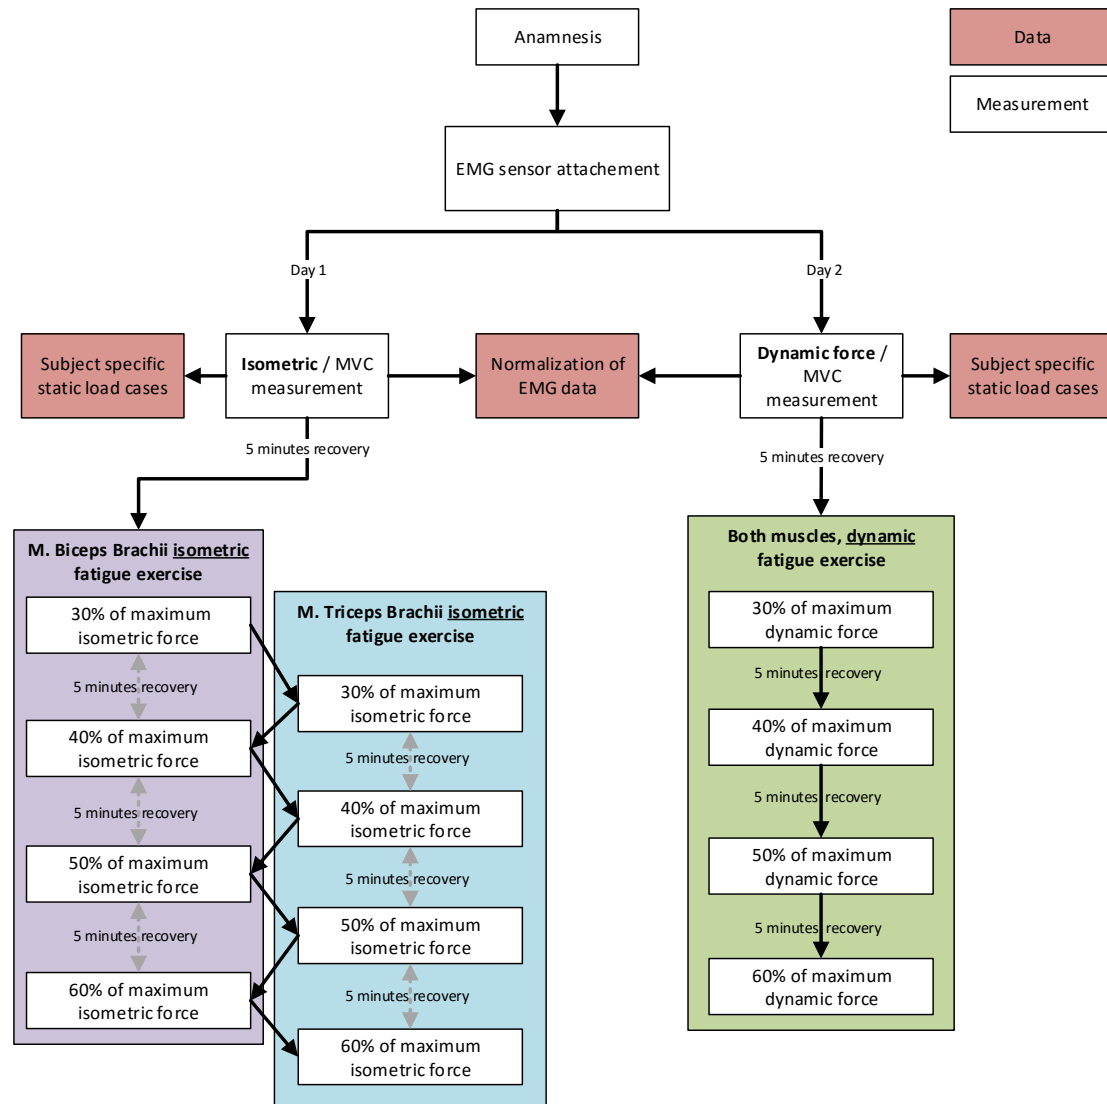 Anamnesis
Data
Measurement
EMG sensor attachement
Day 1
Day 2
Subject specific
static load cases
Isometric / MVC
measurement
Normalization of
EMG data
Dynamic force /
MVC
measurement
Subject specific
static load cases
5 minutes recovery
5 minutes recovery
M. Biceps Brachii isometric
fatigue exercise
30% of maximum
isometric force
5 minutes recovery
40% of maximum
isometric force
5 minutes recovery
50% of maximum
isometric force
5 minutes recovery
60% of maximum
isometric force
M. Triceps Brachii isometric
fatigue exercise
30% of maximum
isometric force
5 minutes recovery
40% of maximum
isometric force
5 minutes recovery
50% of maximum
isometric force
5 minutes recovery
60% of maximum
isometric force
Both muscles, dynamic
fatigue exercise
30% of maximum
dynamic force
5 minutes recovery
40% of maximum
dynamic force
5 minutes recovery
50% of maximum
dynamic force
5 minutes recovery
60% of maximum
dynamic force